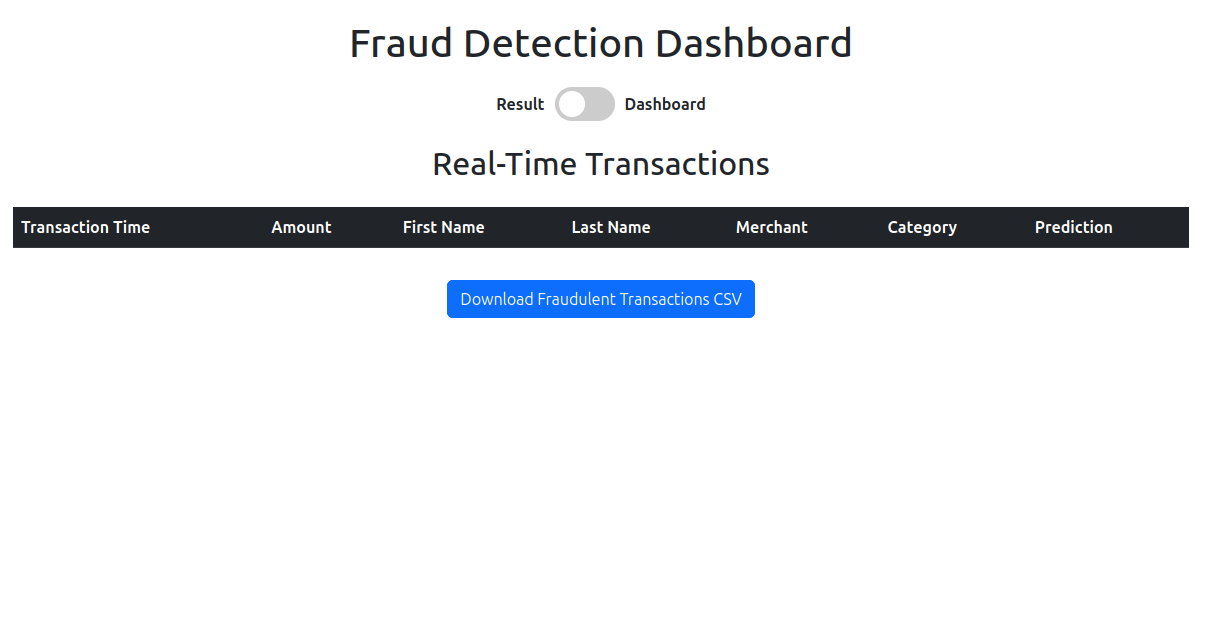 Fraud Detection Dashboard
Result Dashboard
Real-Time Transactions
Transaction Time Amount First Name Last Name Merchant Category Prediction
Download Fraudulent Transactions CSV